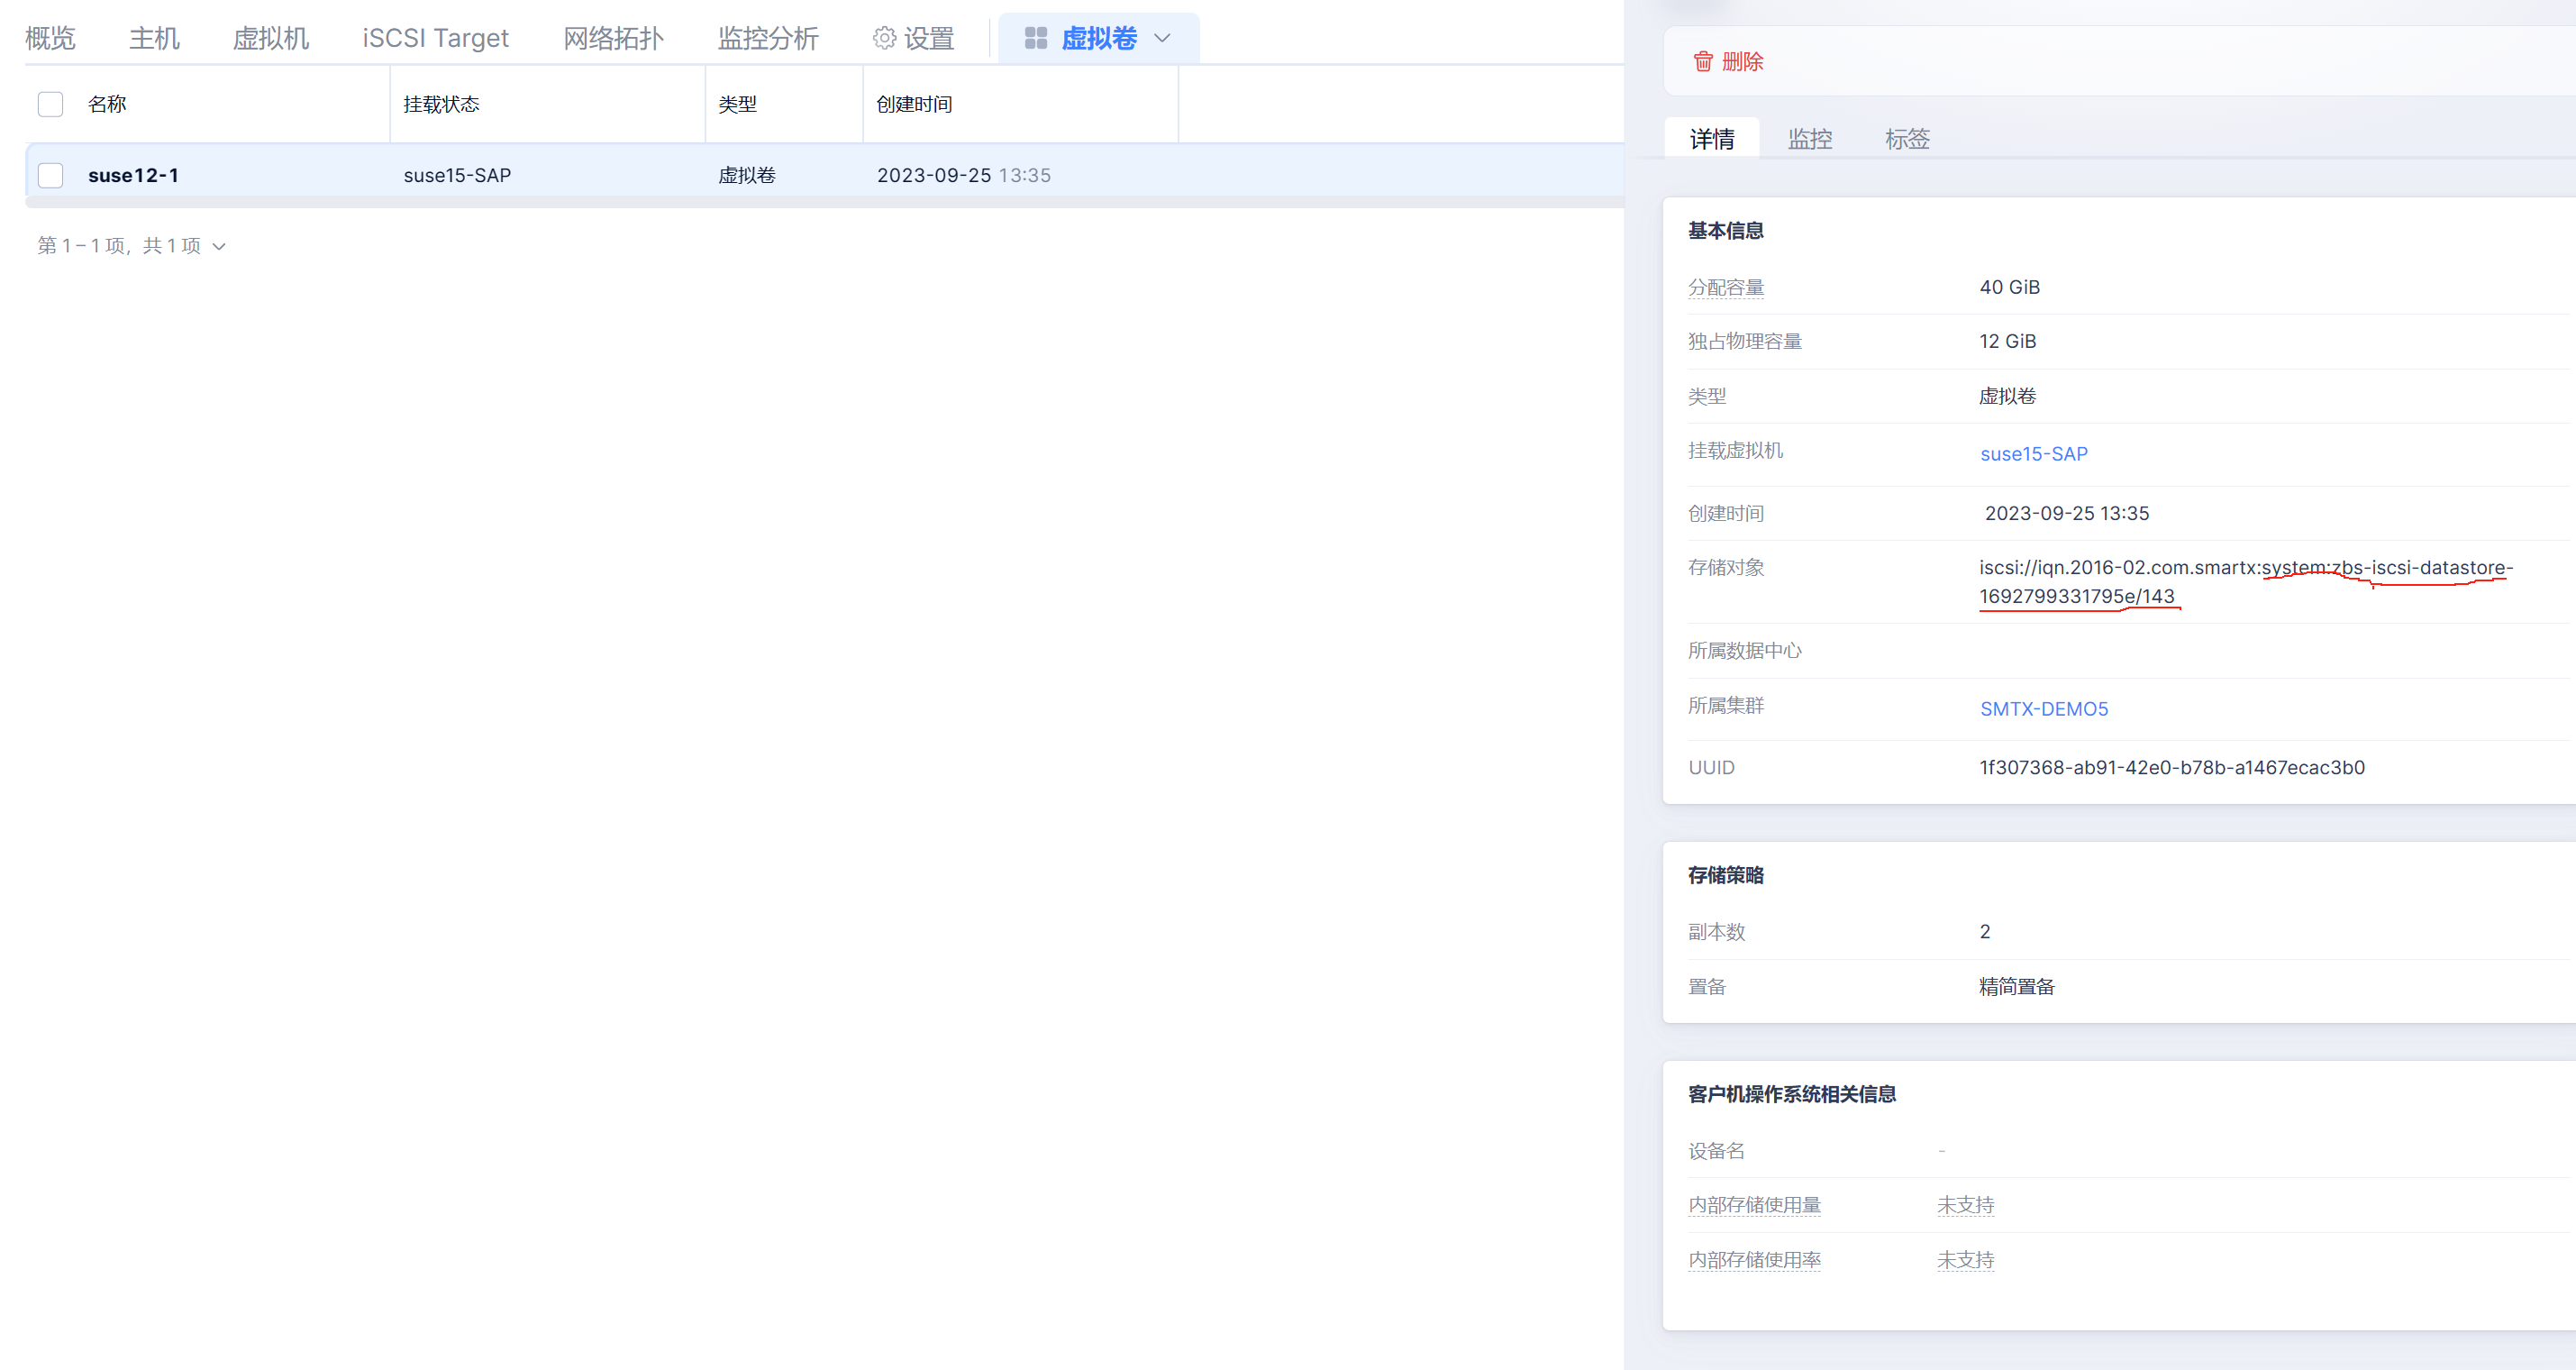 概览 主机 虚拟机 iSCSI Target 网络拓扑 监控分析 设置 虚拟卷
名称 挂载状态 类型 创建时间
suse12-1 suse15-SAP 虚拟卷 2023-09-25 13:35
第 1 – 1 项，共 1 项
删除
详情 监控 标签
基本信息
分配容量 40 GiB
独占物理容量 12 GiB
类型 虚拟卷
挂载虚拟机 suse15-SAP
创建时间 2023-09-25 13:35
存储对象 iscsi://iqn.2016-02.com.smartx:system:zbs-iscsi-datastore-
1692799331795e/143
所属数据中心
所属集群 SMTX-DEMO5
UUID 1f307368-ab91-42e0-b78b-a1467ecac3b0
存储策略
副本数 2
置备 精简置备
客户机操作系统相关信息
设备名 -
内部存储使用量 未支持
内部存储使用率 未支持